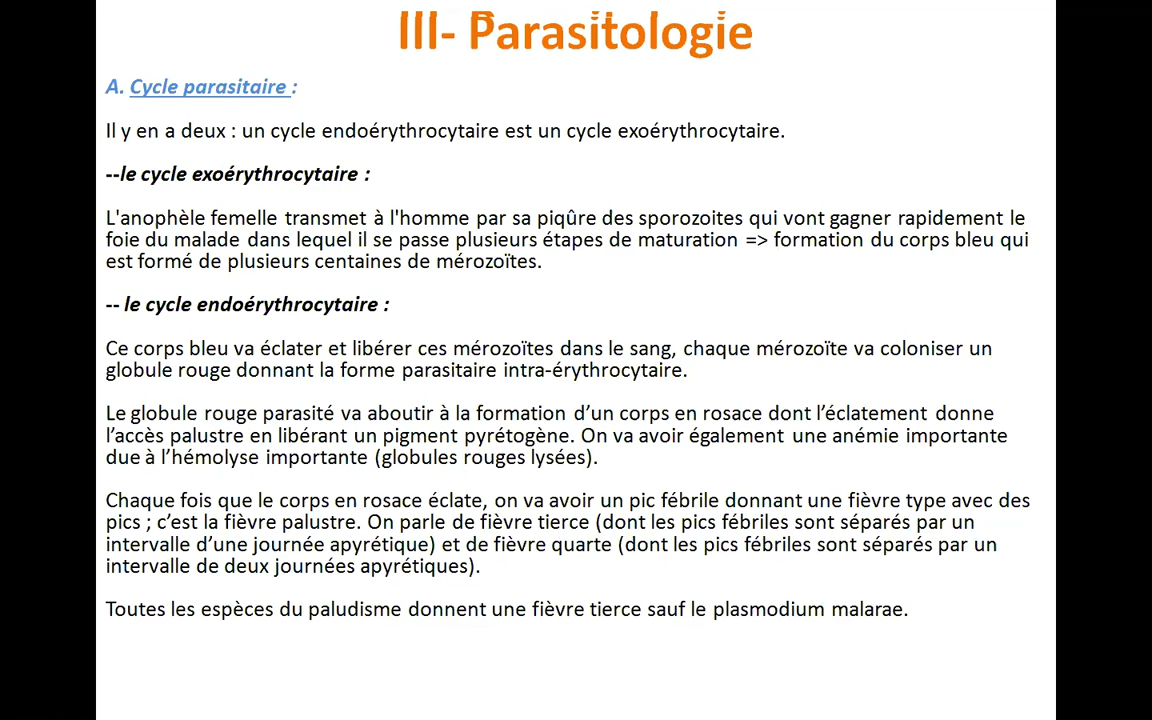 III- Parasitologie
A. Cycle parasitaire :
Il y en a deux : un cycle endoérythrocytaire est un cycle exoérythrocytaire.
--le cycle exoérythrocytaire :
L'anophèle femelle transmet à l'homme par sa piqûre des sporozoites qui vont gagner rapidement le
foie du malade dans lequel il se passe plusieurs étapes de maturation => formation du corps bleu qui
est formé de plusieurs centaines de mérozoïtes.
-- le cycle endoérythrocytaire :
Ce corps bleu va éclater et libérer ces mérozoïtes dans le sang, chaque mérozoïte va coloniser un
globule rouge donnant la forme parasitaire intra-érythrocytaire.
Le globule rouge parasité va aboutir à la formation d’un corps en rosace dont l’éclatement donne
l’accès palustre en libérant un pigment pyrétogène. On va avoir également une anémie importante
due à l’hémolyse importante (globules rouges lysées).
Chaque fois que le corps en rosace éclate, on va avoir un pic fébrile donnant une fièvre type avec des
pics ; c’est la fièvre palustre. On parle de fièvre tierce (dont les pics fébriles sont séparés par un
intervalle d’une journée apyrétique) et de fièvre quarte (dont les pics fébriles sont séparés par un
intervalle de deux journées apyrétiques).
Toutes les espèces du paludisme donnent une fièvre tierce sauf le plasmodium malarae.